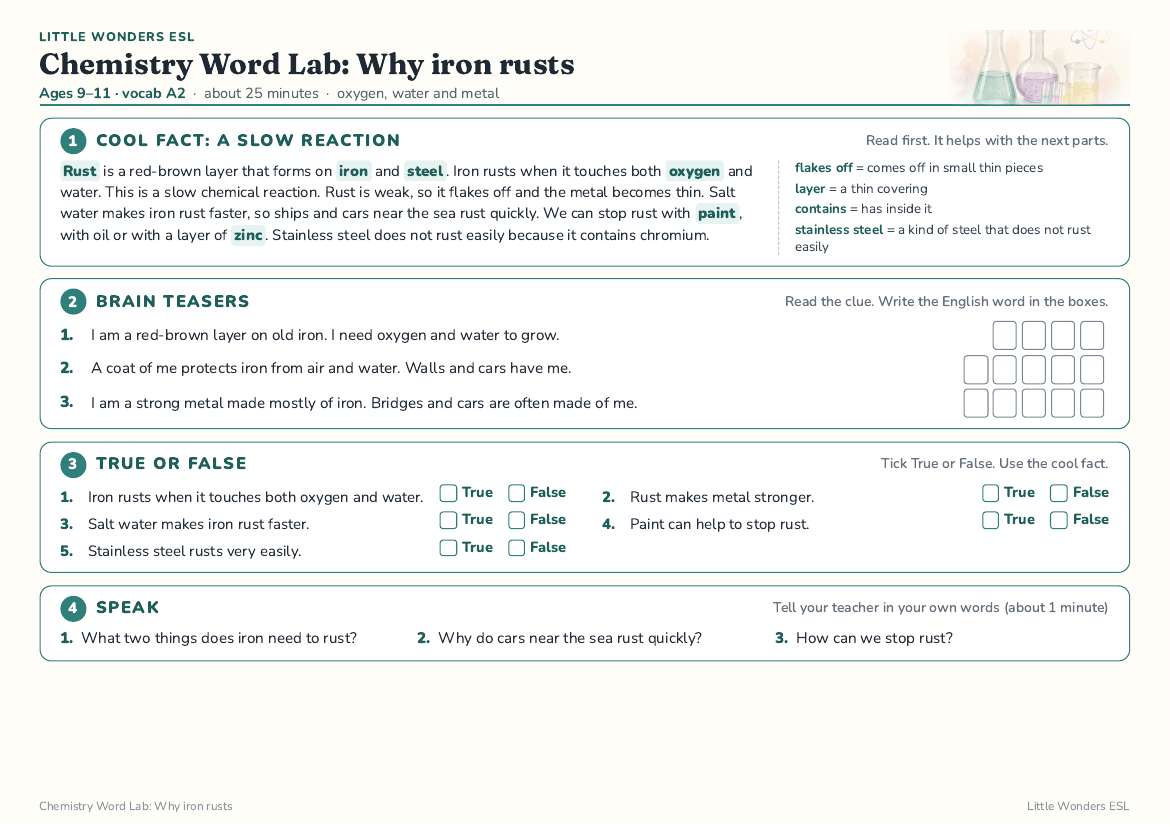 LITTLE WONDERS ESL
Chemistry Word Lab: Why iron rusts
Ages 9–11 · vocab A2 · about 25 minutes · oxygen, water and metal
1 COOL FACT: A SLOW REACTION
Read first. It helps with the next parts.
Rust is a red-brown layer that forms on iron and steel. Iron rusts when it touches both oxygen and
water. This is a slow chemical reaction. Rust is weak, so it flakes off and the metal becomes thin. Salt
water makes iron rust faster, so ships and cars near the sea rust quickly. We can stop rust with paint,
with oil or with a layer of zinc. Stainless steel does not rust easily because it contains chromium.
flakes off = comes off in small thin pieces
layer = a thin covering
contains = has inside it
stainless steel = a kind of steel that does not rust
easily
2 BRAIN TEASERS
Read the clue. Write the English word in the boxes.
1. I am a red-brown layer on old iron. I need oxygen and water to grow.
2. A coat of me protects iron from air and water. Walls and cars have me.
3. I am a strong metal made mostly of iron. Bridges and cars are often made of me.
3 TRUE OR FALSE
Tick True or False. Use the cool fact.
1. Iron rusts when it touches both oxygen and water. True False
2. Rust makes metal stronger. True False
3. Salt water makes iron rust faster. True False
4. Paint can help to stop rust. True False
5. Stainless steel rusts very easily. True False
4 SPEAK
Tell your teacher in your own words (about 1 minute)
1. What two things does iron need to rust?
2. Why do cars near the sea rust quickly?
3. How can we stop rust?
Chemistry Word Lab: Why iron rusts
Little Wonders ESL